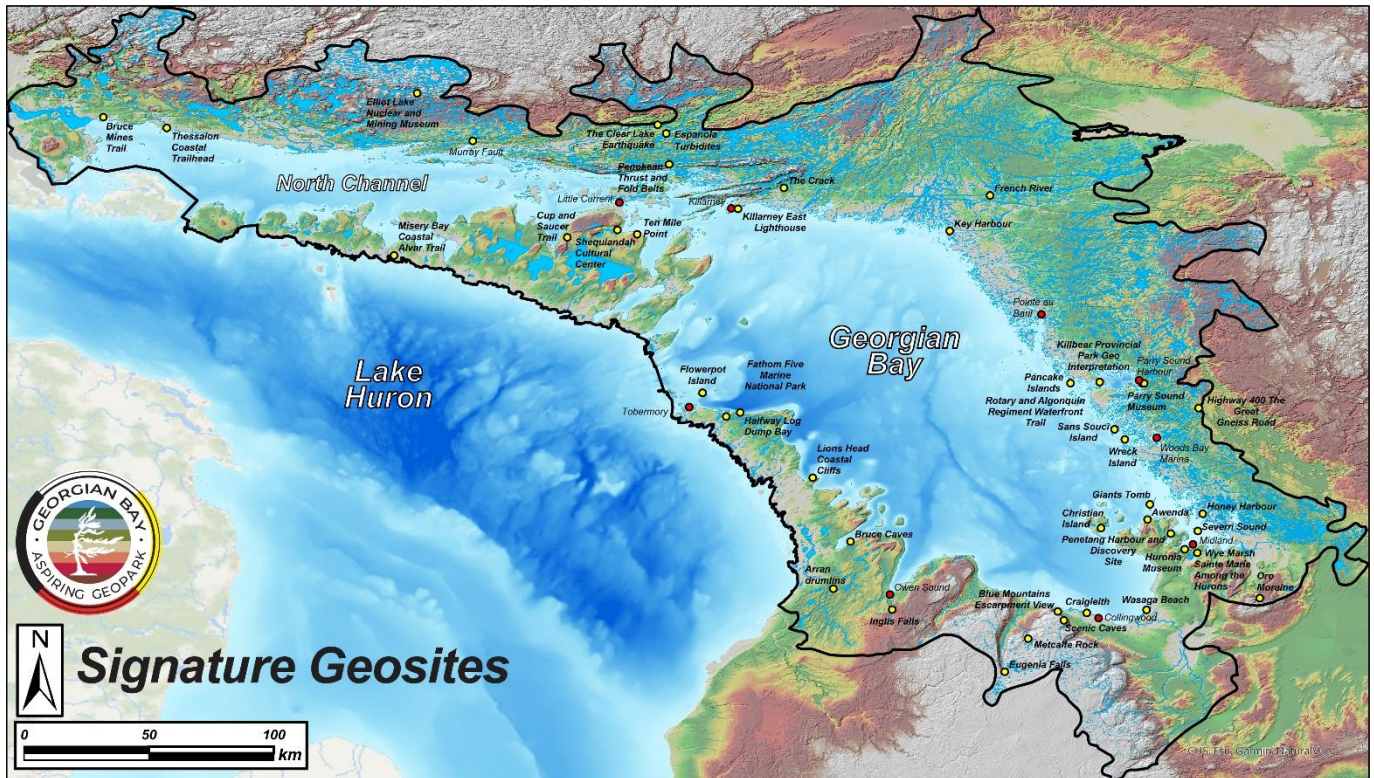 Elliot Lake
Nuclear and
Mining Museum
Bruce
Mines
Trail
Thessalon
Coastal
Trailhead
Murray Fault
The Clear Lake
Earthquake
Espanola
Turbidites
Penokean
Thrust and
Fold Belts
North Channel
Little Current
Killarney
The Crack
Killarney East
Lighthouse
French River
Key Harbour
Misery Bay
Coastal
Alvar Trail
Cup and
Saucer
Trail
Shequiandah
Cultural
Center
Ten Mile
Point
Pointe au
Baril
Georgian
Bay
Lake
Huron
Killbear Provincial
Park Geo
Interpretation
Parry Sound
Harbour
Pancake
Islands
Parry Sound
Museum
Rotary and Algonquin
Regiment Waterfront
Trail
Highway 400 The
Great
Gneiss Road
Flowerpot
Island
Fathom Five
Marine
National Park
Tobermory
Halfway Log
Dump Bay
Sans Souci
Island
Wreck
Island
Woods Bay
Marina
Lions Head
Coastal
Cliffs
Giants Tomb
Awenda
Honey Harbour
Christian
Island
Severn Sound
Penetang Harbour and
Discovery
Site
Midland
Huronia
Museum
Wye Marsh
Sainte Marie
Among the
Hurons
Oro
Moraine
Bruce Caves
Arran
drumlins
Owen Sound
Inglis Falls
Blue Mountains
Escarpment View
Craigleith
Wasaga Beach
Collingwood
Scenic Caves
Metcalfe Rock
Eugenia Falls
GEORGIAN BAY
ASPIRING GEOPARK
N
Signature Geosites
0 50 100
km
CHS, Esri, Garmin, NaturalVue